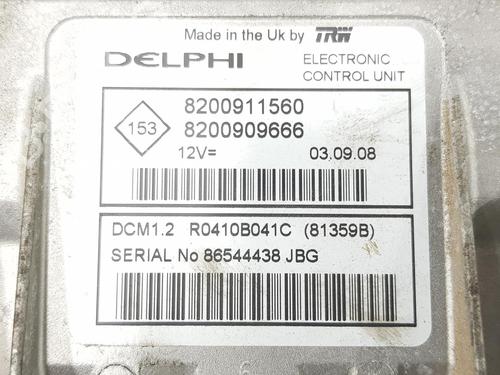 Made in the Uk by TRW
DELPHI
ELECTRONIC
CONTROL UNIT
153
8200911560
8200909666
12V=
03.09.08
DCM1.2 R0410B041C (81359B)
SERIAL No 86544438 JBG